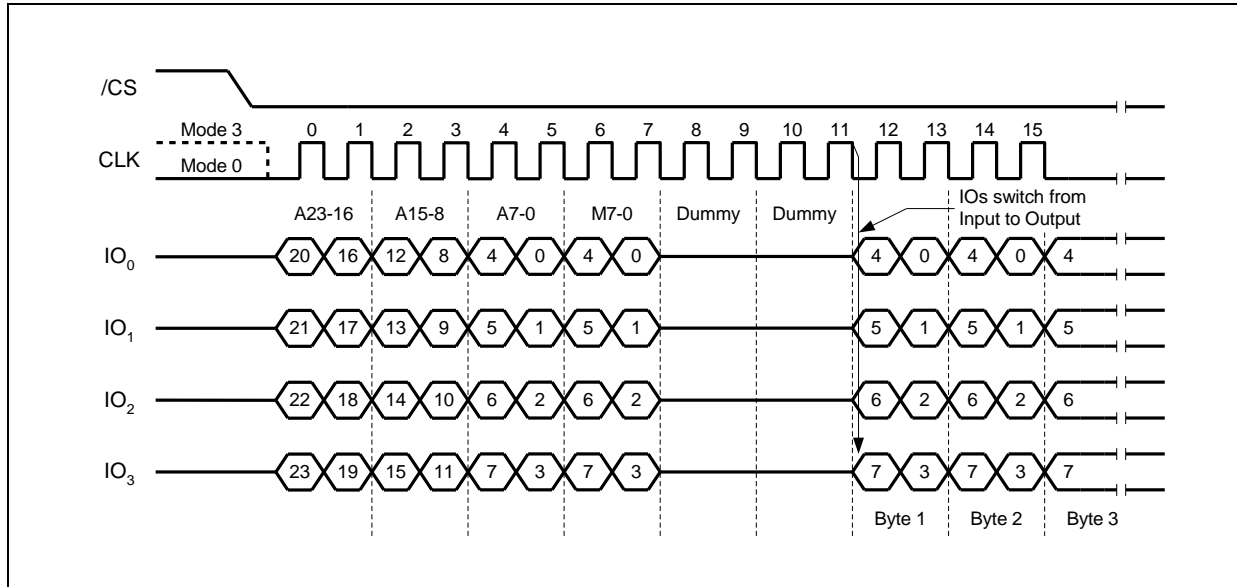 /CS
Mode 3 0 1 2 3 4 5 6 7 8 9 10 11 12 13 14 15
CLK
Mode 0
IOs switch from
Input to Output
A23-16 A15-8 A7-0 M7-0 Dummy Dummy
IO0 20 16 12 8 4 0 4 0 4 0 4 0 4
IO1 21 17 13 9 5 1 5 1 5 1 5 1 5
IO2 22 18 14 10 6 2 6 2 6 2 6 2 6
IO3 23 19 15 11 7 3 7 3 7 3 7 3 7
Byte 1 Byte 2 Byte 3